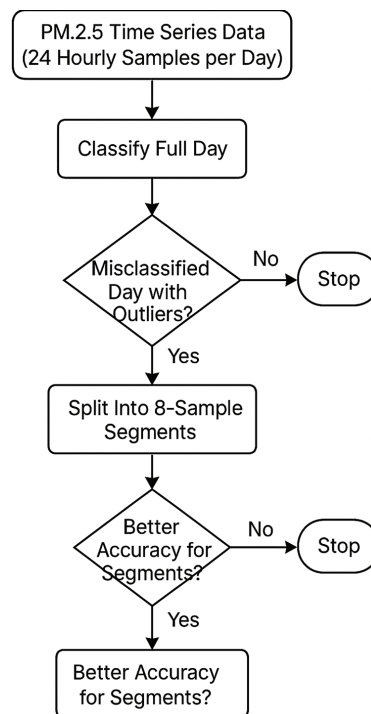 PM.2.5 Time Series Data
(24 Hourly Samples per Day)
Classify Full Day
Misclassified
Day with
Outliers?
No
Stop
Yes
Split Into 8-Sample
Segments
Better
Accuracy for
Segments?
No
Stop
Yes
Better Accuracy
for Segments?